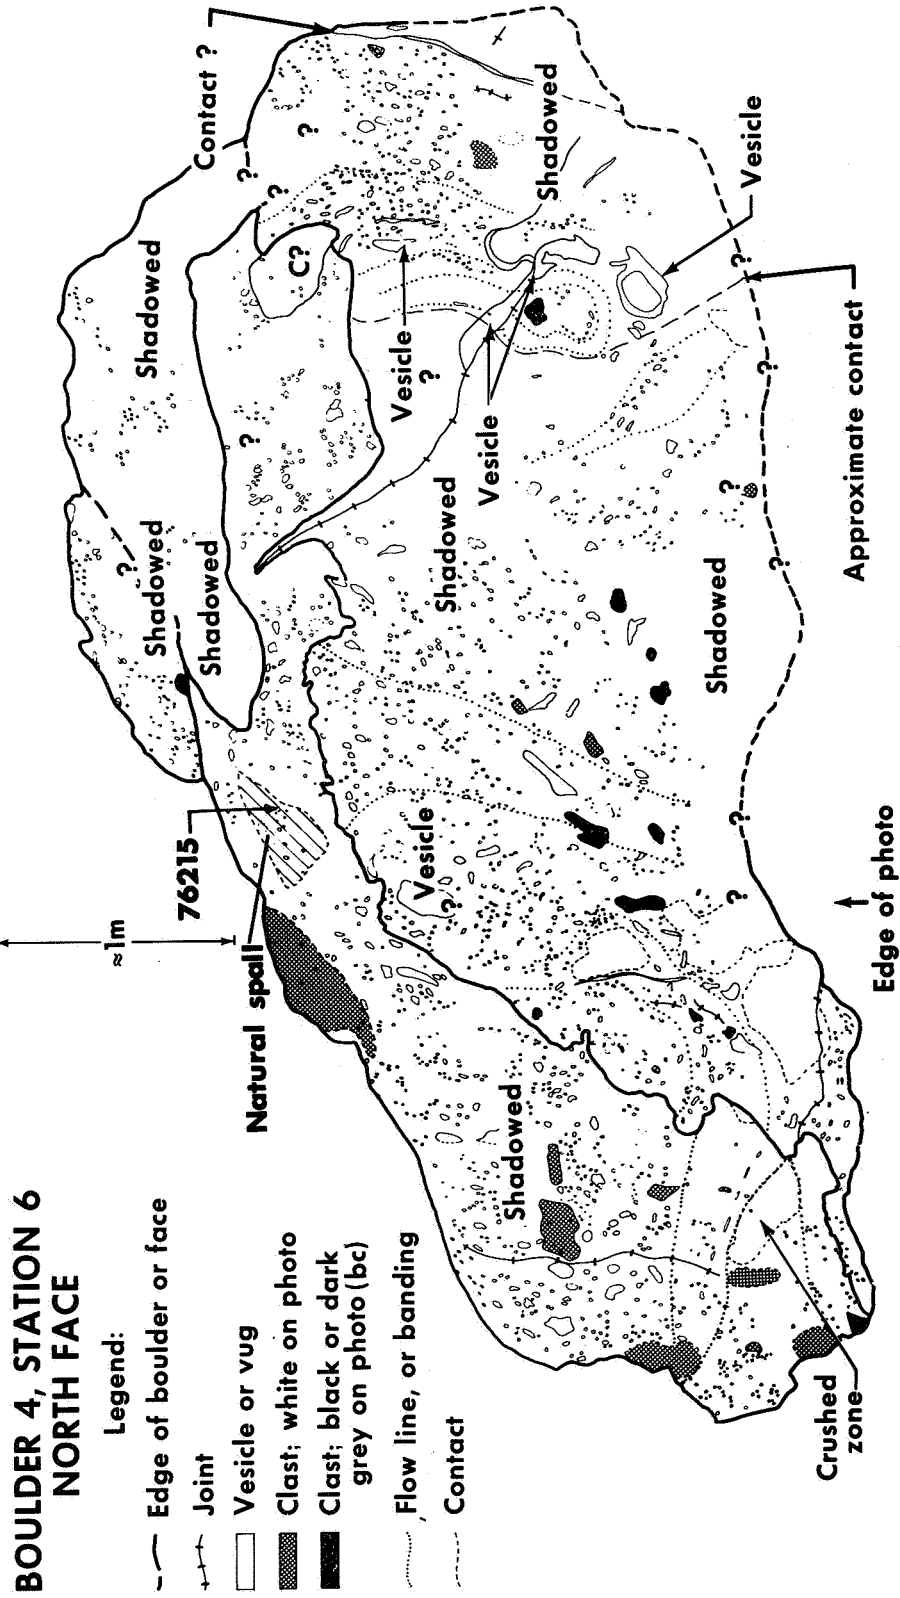 BOULDER 4, STATION 6
NORTH FACE
Legend:
Edge of boulder or face
Joint
Vesicle or vug
Clast; white on photo
Clast; black or dark
grey on photo (bc)
Flow line, or banding
Contact
≈1m
Natural spall
76215
Shadowed
Shadowed
Shadowed
?
Contact ?
?
?
?
C?
?
Vesicle
?
Vesicle
Shadowed
Vesicle
Shadowed
Vesicle
?
Shadowed
Shadowed
?
?
?
?
?
?
Approximate contact
Edge of photo
Crushed
zone